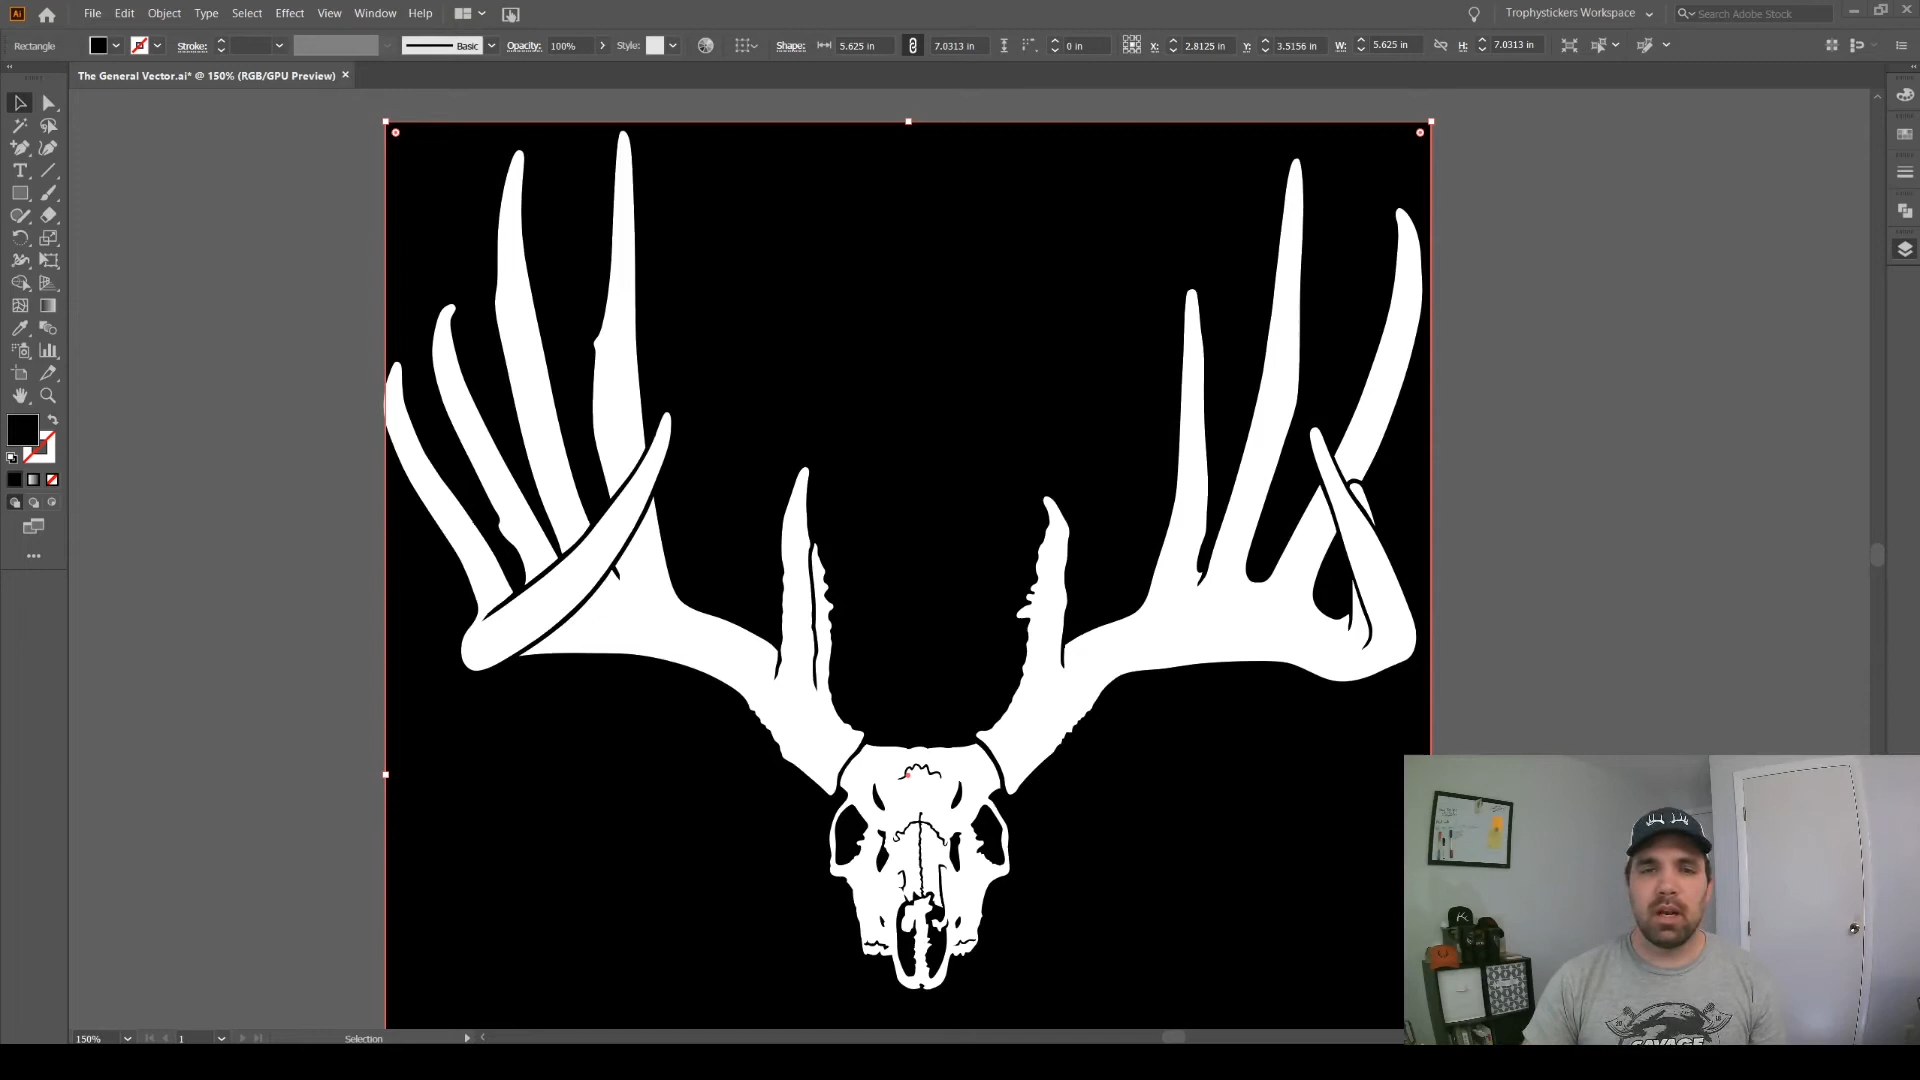 Ai File Edit Object Type Select Effect View Window Help Trophystickers Workspace Search Adobe Stock
Rectangle Stroke: Basic Opacity: 100% Style: Shape: 5.625 in 7.0313 in 0 in X: 2.8125 in Y: 3.5156 in W: 5.625 in H: 7.0313 in
The General Vector.ai* @ 150% (RGB/GPU Preview) ×
150% 1 Selection
SAVAGE